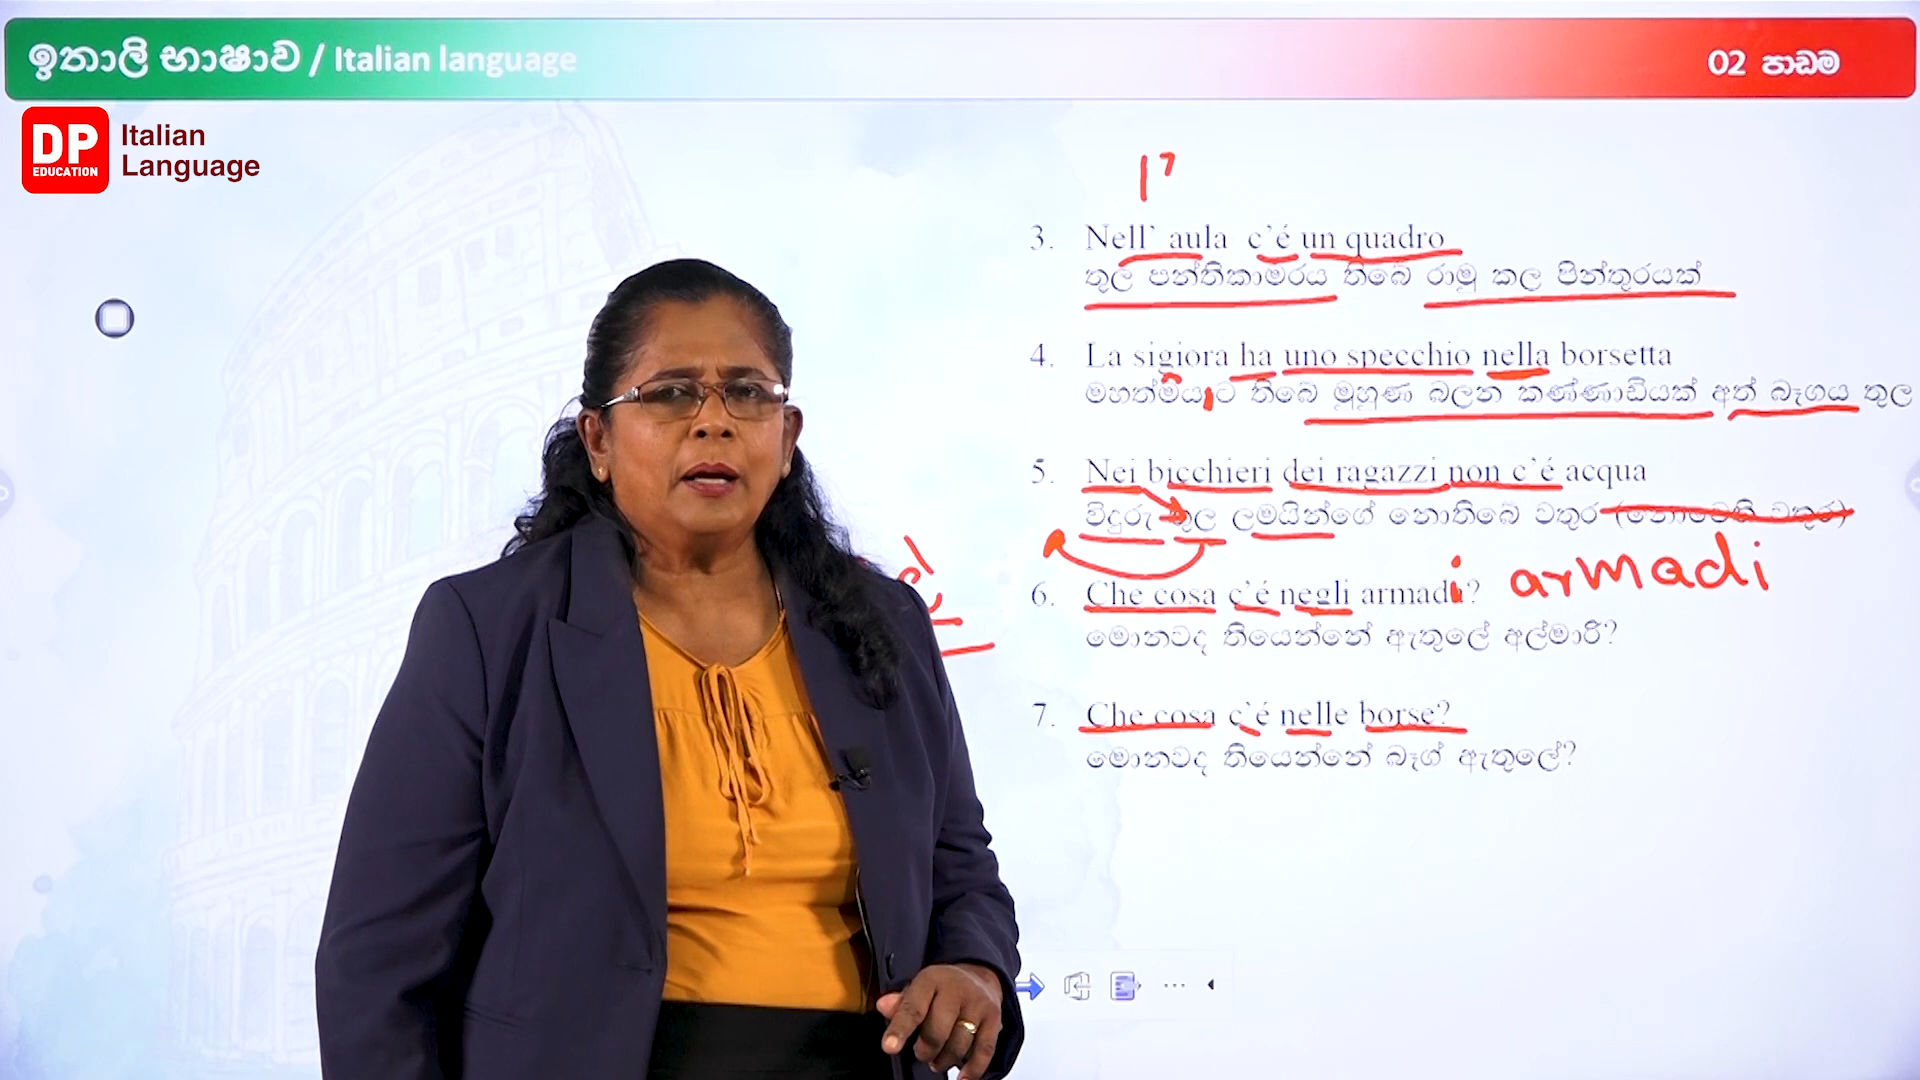 ඉතාලි භාෂාව / Italian language
02 පාඩම
DP
EDUCATION
Italian
Language
l'
3. Nell' aula c'é un quadro
තුල පන්තිකාමරය තිබේ රාමු කල පින්තූරයක්
4. La sigiora ha uno specchio nella borsetta
මහත්මියට තිබේ මුහුණ බලන කණ්ණාඩියක් අත් බෑගය තුල
5. Nei bicchieri dei ragazzi non c'é acqua
විදුරු තුල ළමයින්ගේ නොතිබේ වතුර (නොවෙති වතුර)
6. Che cosa c'é negli armadi? i armadi
මොනවද තියෙන්නේ ඇතුලේ අල්මාරි?
7. Che cosa c'é nelle borse?
මොනවද තියෙන්නේ බෑග් ඇතුලේ?